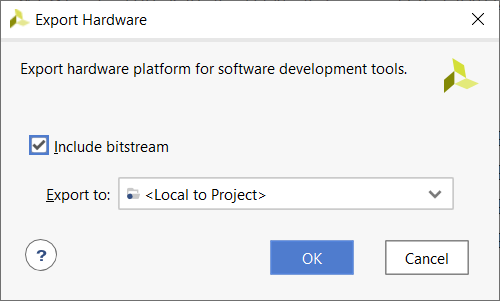 Export Hardware
Export hardware platform for software development tools.
Include bitstream
Export to: <Local to Project>
?
OK Cancel